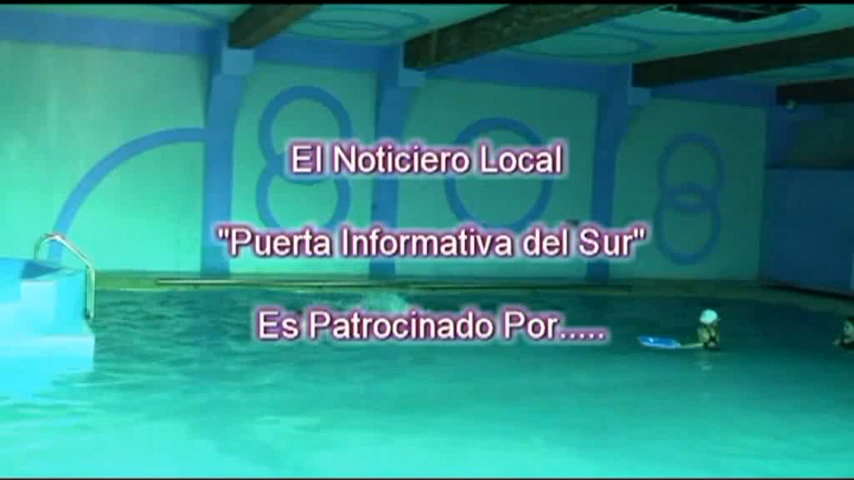 El Noticiero Local
"Puerta Informativa del Sur"
Es Patrocinado Por.....